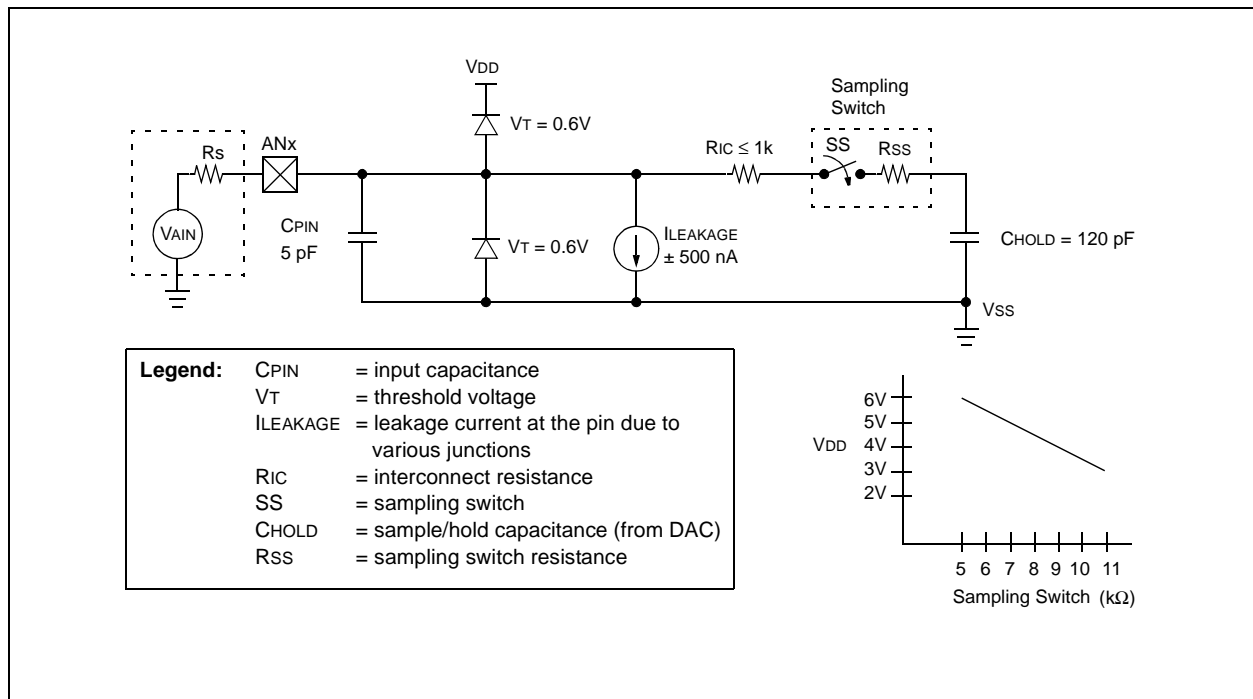 VDD
Sampling
Switch
VT = 0.6V
ANx
RS
RIC ≤ 1k
SS
RSS
VAIN
CPIN
5 pF
VT = 0.6V
ILEAKAGE
± 500 nA
CHOLD = 120 pF
VSS
Legend: CPIN = input capacitance
VT = threshold voltage
ILEAKAGE = leakage current at the pin due to
various junctions
RIC = interconnect resistance
SS = sampling switch
CHOLD = sample/hold capacitance (from DAC)
RSS = sampling switch resistance
6V
5V
VDD 4V
3V
2V
5 6 7 8 9 10 11
Sampling Switch (kΩ)